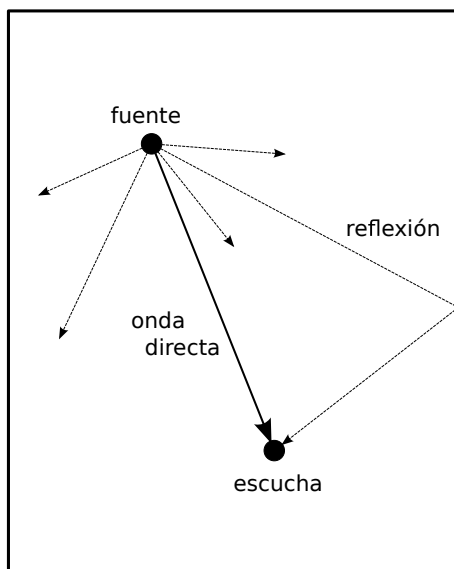 fuente
reflexión
onda
directa
escucha